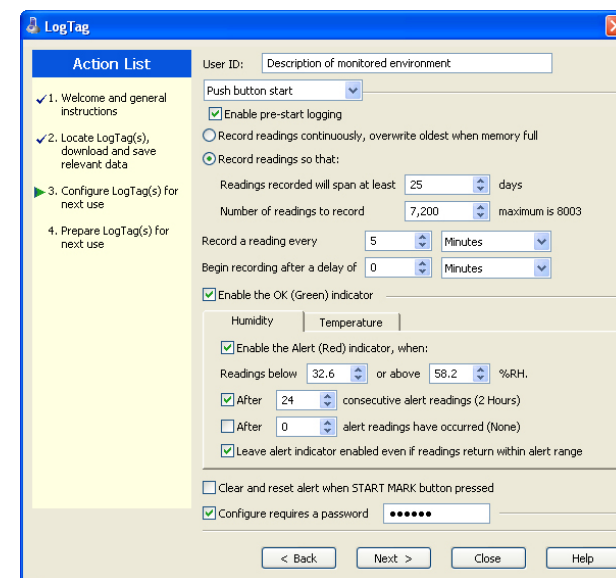 LogTag
Action List
1. Welcome and general
instructions
2. Locate LogTag(s),
download and save
relevant data
3. Configure LogTag(s) for
next use
4. Prepare LogTag(s) for
next use
User ID: Description of monitored environment
Push button start
Enable pre-start logging
Record readings continuously, overwrite oldest when memory full
Record readings so that:
Readings recorded will span at least 25 days
Number of readings to record 7,200 maximum is 8003
Record a reading every 5 Minutes
Begin recording after a delay of 0 Minutes
Enable the OK (Green) indicator
Humidity Temperature
Enable the Alert (Red) indicator, when:
Readings below 32.6 or above 58.2 %RH.
After 24 consecutive alert readings (2 Hours)
After 0 alert readings have occurred (None)
Leave alert indicator enabled even if readings return within alert range
Clear and reset alert when START MARK button pressed
Configure requires a password ●●●●●●
< Back Next > Close Help